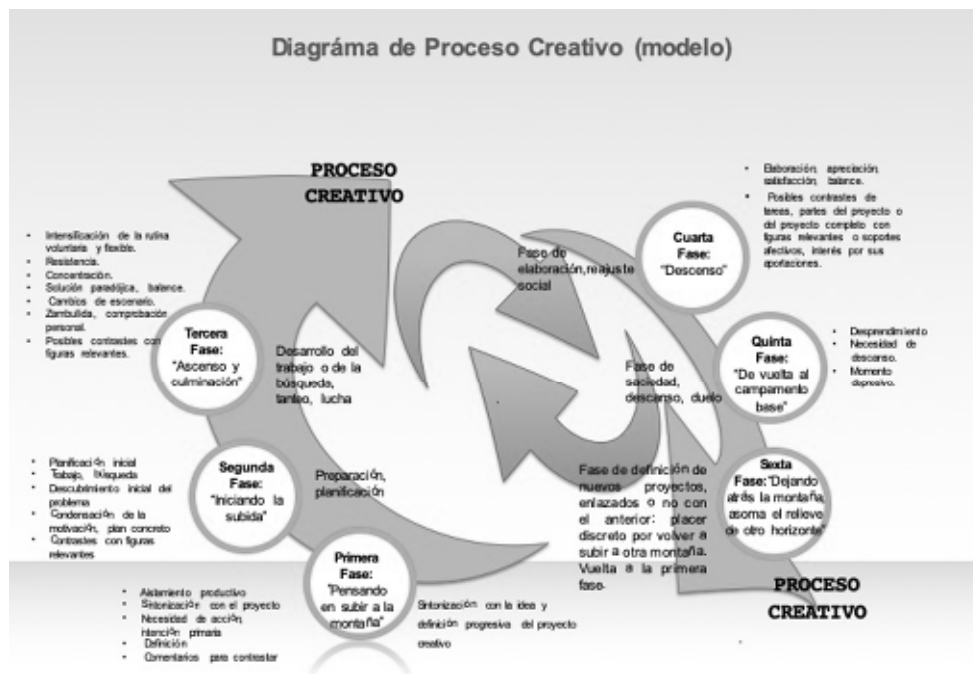 Diagráma de Proceso Creativo (modelo)
PROCESO
CREATIVO
• Intensificación de la rutina
voluntaria y flexible.
• Resistencia.
• Concentración.
• Solución paradójica, balance.
• Cambios de escenario.
• Zambullida, comprobación
personal.
• Posibles contrastes con
figuras relevantes.
Tercera
Fase:
"Ascenso y
culminación"
Desarrollo del
trabajo o de la
búsqueda,
tanteo, lucha
• Planificación inicial
• Trabajo, búsqueda
• Descubrimiento inicial del
problema
• Condensación de la
motivación, plan concreto
• Contrastes con figuras
relevantes
Segunda
Fase:
"Iniciando la
subida"
Preparación,
planificación
• Aislamiento productivo
• Sintonización con el proyecto
• Necesidad de acción,
intención primaria
• Definición
• Comentarios para contrastar
Primera
Fase:
"Pensando
en subir a la
montaña"
Sintonización con la idea y
definición progresiva del proyecto
creativo
Fase de
elaboración,reajuste
social
Cuarta
Fase:
"Descenso"
• Elaboración, apreciación,
satisfacción, balance.
• Posibles contrastes de
tareas, partes del proyecto o
del proyecto completo con
figuras relevantes o soportes
afectivos, interés por sus
aportaciones.
Fase de
saciedad,
descanso, duelo
Quinta
Fase:
"De vuelta al
campamento
base"
• Desprendimiento
• Necesidad de
descanso.
• Momento
depresivo.
Fase de definición de
nuevos proyectos,
enlazados o no con
el anterior: placer
discreto por volver a
subir a otra montaña.
Vuelta a la primera
fase.
Sexta
Fase:"Dejando
atrás la montaña,
asoma el relieve
de otro horizonte"
PROCESO
CREATIVO